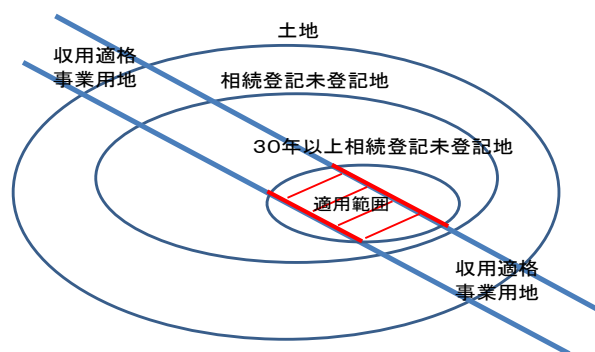 土地
収用適格
事業用地
相続登記未登記地
30年以上相続登記未登記地
適用範囲
収用適格
事業用地